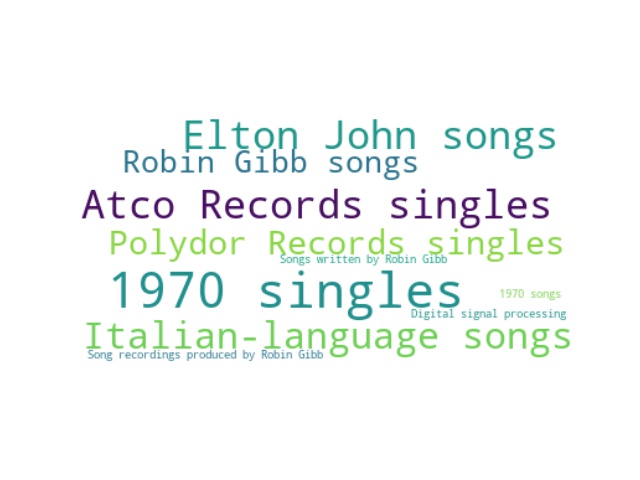 Elton John songs
Robin Gibb songs
Atco Records singles
Polydor Records singles
Songs written by Robin Gibb
1970 singles
1970 songs
Digital signal processing
Italian-language songs
Song recordings produced by Robin Gibb